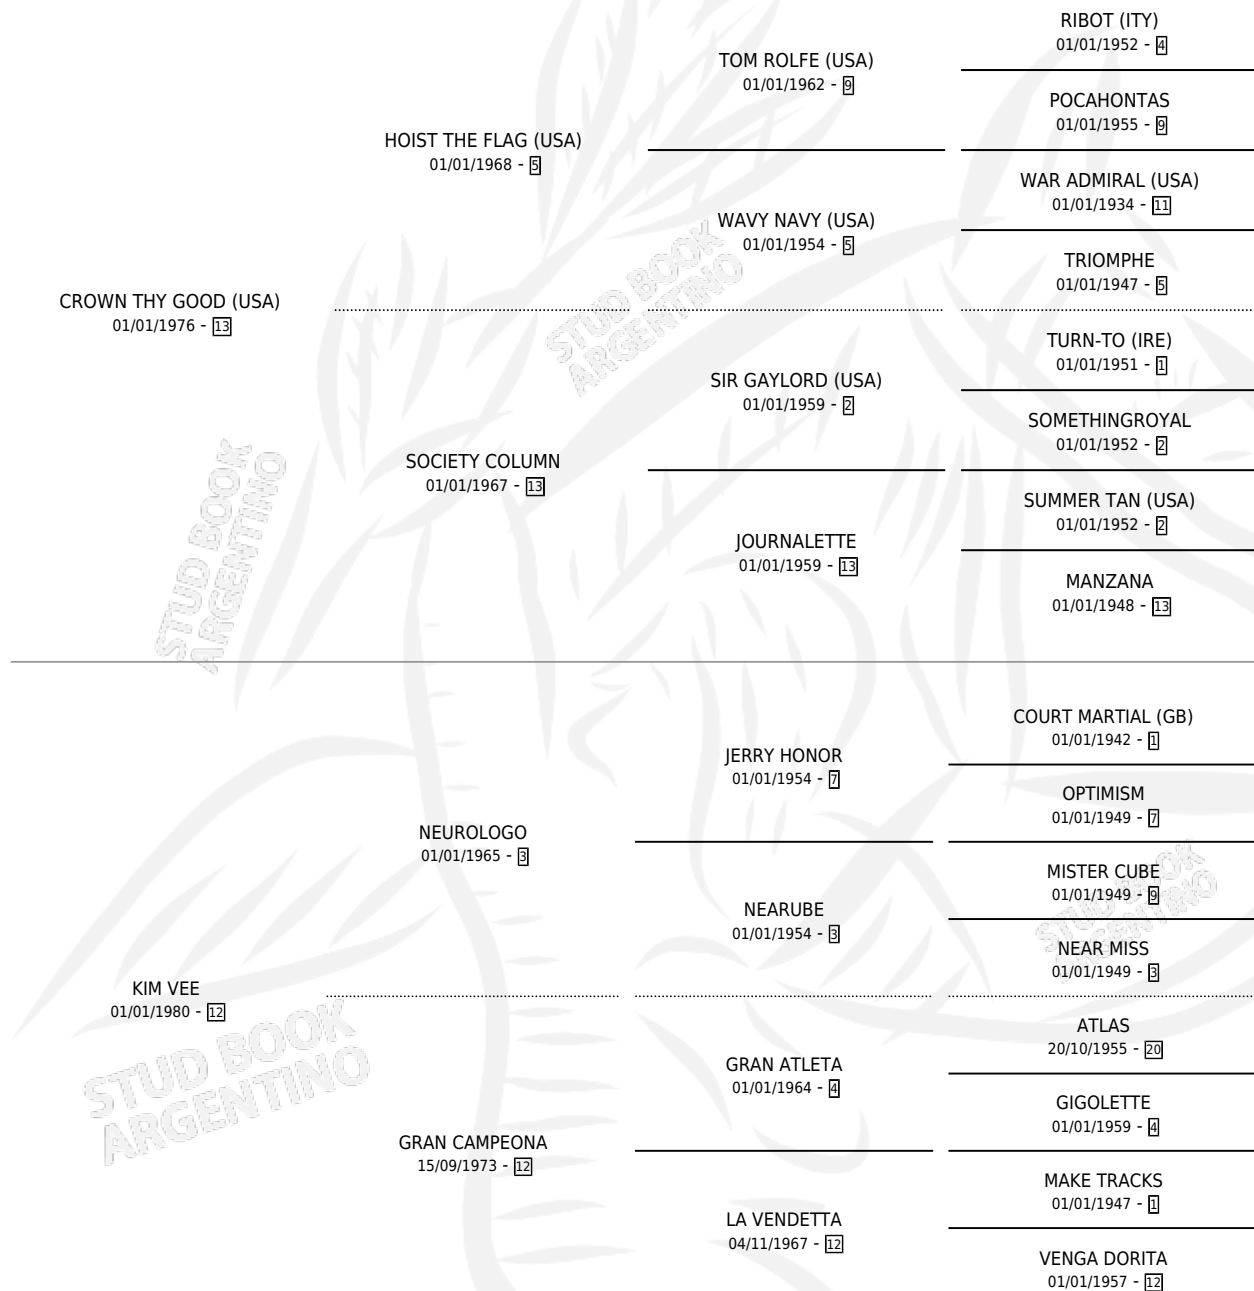 RIBOT (ITY)
01/01/1952 - 4
TOM ROLFE (USA)
01/01/1962 - 9
POCAHONTAS
01/01/1955 - 9
HOIST THE FLAG (USA)
01/01/1968 - 5
WAR ADMIRAL (USA)
01/01/1934 - 11
WAVY NAVY (USA)
01/01/1954 - 5
TRIOMPHE
01/01/1947 - 5
CROWN THY GOOD (USA)
01/01/1976 - 13
STUD BOOK
ARGENTINO
TURN-TO (IRE)
01/01/1951 - 1
SIR GAYLORD (USA)
01/01/1959 - 2
SOMETHINGROYAL
01/01/1952 - 2
SOCIETY COLUMN
01/01/1967 - 13
SUMMER TAN (USA)
01/01/1952 - 2
JOURNALETTE
01/01/1959 - 13
MANZANA
01/01/1948 - 13
STUD BOOK
ARGENTINO
COURT MARTIAL (GB)
01/01/1942 - 1
JERRY HONOR
01/01/1954 - 7
OPTIMISM
01/01/1949 - 7
NEUROLOGO
01/01/1965 - 3
MISTER CUBE
01/01/1949 - 9
NEARUBE
01/01/1954 - 3
STUD BOOK
ARGENTINO
NEAR MISS
01/01/1949 - 3
KIM VEE
01/01/1980 - 12
STUD BOOK
ARGENTINO
ATLAS
20/10/1955 - 20
GRAN ATLETA
01/01/1964 - 4
GIGOLETTE
01/01/1959 - 4
GRAN CAMPEONA
15/09/1973 - 12
MAKE TRACKS
01/01/1947 - 1
LA VENDETTA
04/11/1967 - 12
VENGA DORITA
01/01/1957 - 12